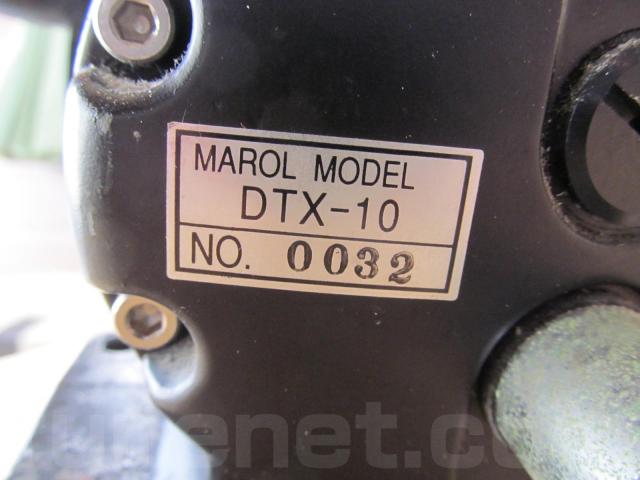 MAROL MODEL
DTX-10
NO. 0032